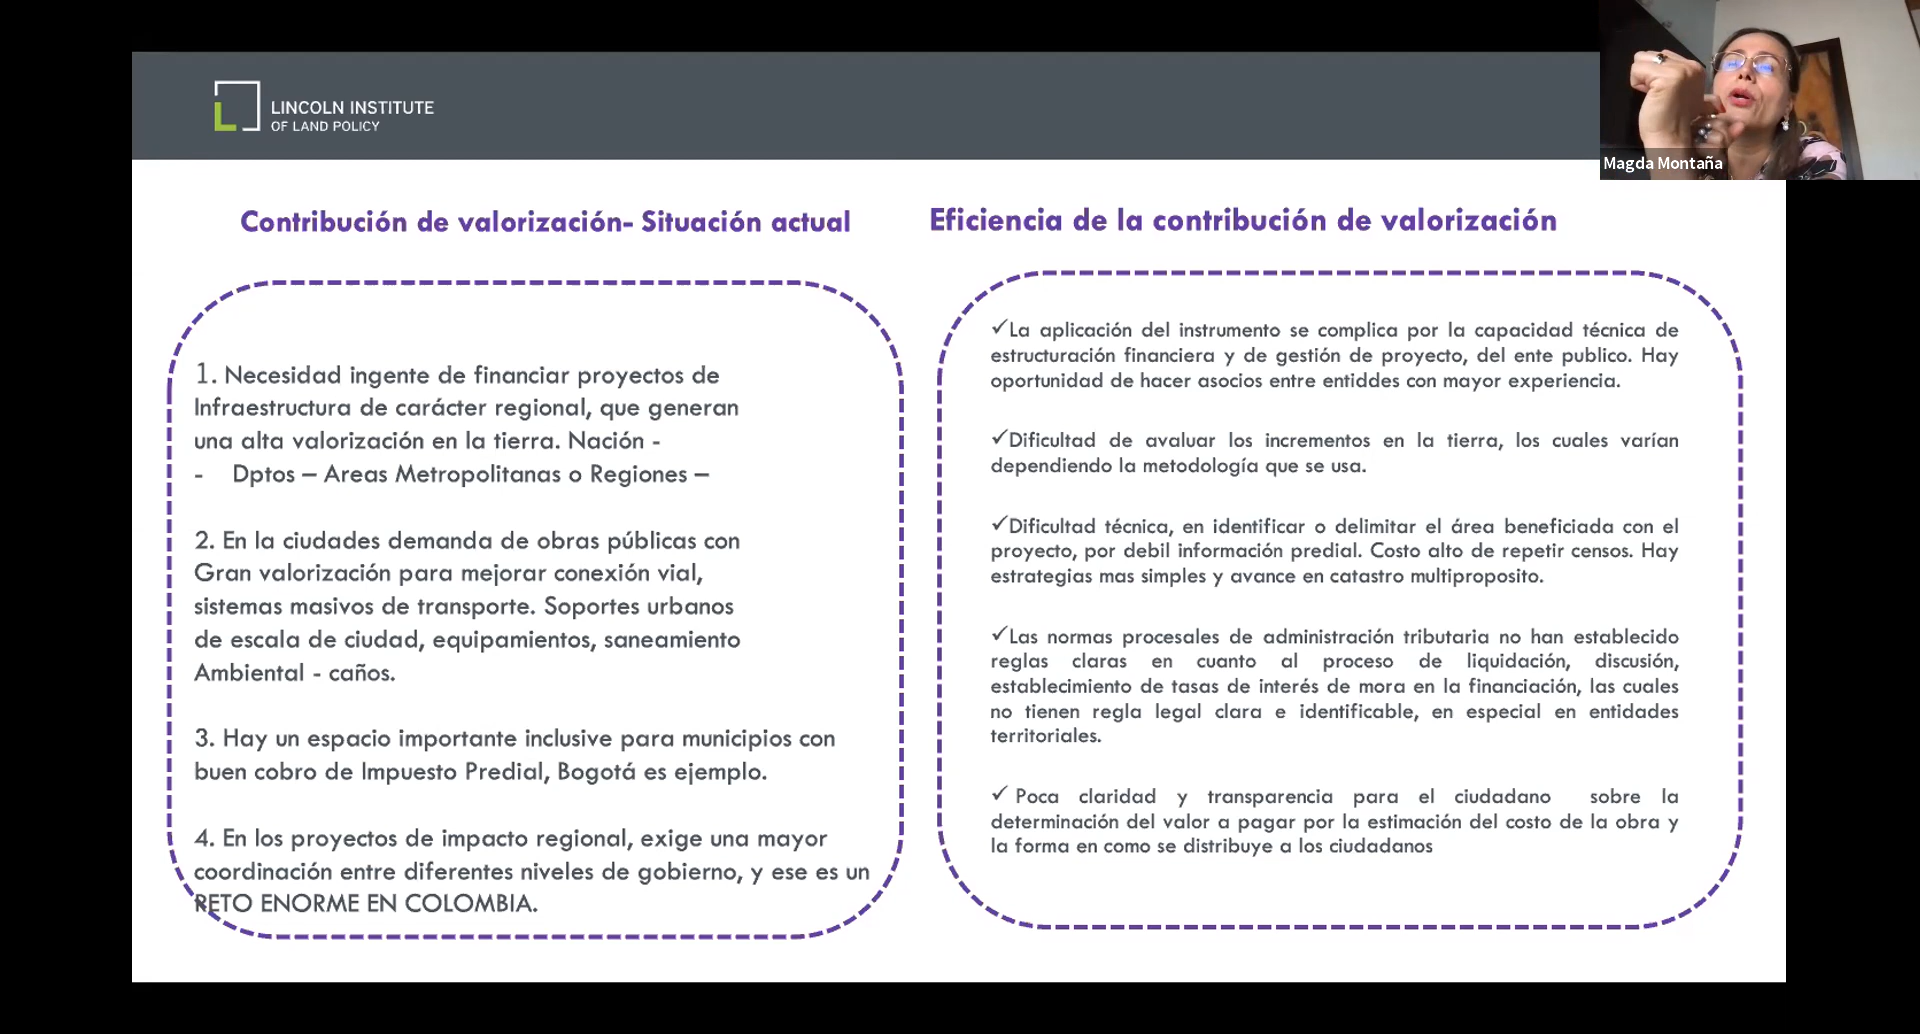 LINCOLN INSTITUTE
OF LAND POLICY
Magda Montaña
Contribución de valorización- Situación actual
1. Necesidad ingente de financiar proyectos de
Infraestructura de carácter regional, que generan
una alta valorización en la tierra. Nación -
- Dptos – Areas Metropolitanas o Regiones –
2. En la ciudades demanda de obras públicas con
Gran valorización para mejorar conexión vial,
sistemas masivos de transporte. Soportes urbanos
de escala de ciudad, equipamientos, saneamiento
Ambiental - caños.
3. Hay un espacio importante inclusive para municipios con
buen cobro de Impuesto Predial, Bogotá es ejemplo.
4. En los proyectos de impacto regional, exige una mayor
coordinación entre diferentes niveles de gobierno, y ese es un
RETO ENORME EN COLOMBIA.
Eficiencia de la contribución de valorización
✓La aplicación del instrumento se complica por la capacidad técnica de
estructuración financiera y de gestión de proyecto, del ente publico. Hay
oportunidad de hacer asocios entre entiddes con mayor experiencia.
✓Dificultad de avaluar los incrementos en la tierra, los cuales varían
dependiendo la metodología que se usa.
✓Dificultad técnica, en identificar o delimitar el área beneficiada con el
proyecto, por debil información predial. Costo alto de repetir censos. Hay
estrategias mas simples y avance en catastro multiproposito.
✓Las normas procesales de administración tributaria no han establecido
reglas claras en cuanto al proceso de liquidación, discusión,
establecimiento de tasas de interés de mora en la financiación, las cuales
no tienen regla legal clara e identificable, en especial en entidades
territoriales.
✓ Poca claridad y transparencia para el ciudadano sobre la
determinación del valor a pagar por la estimación del costo de la obra y
la forma en como se distribuye a los ciudadanos